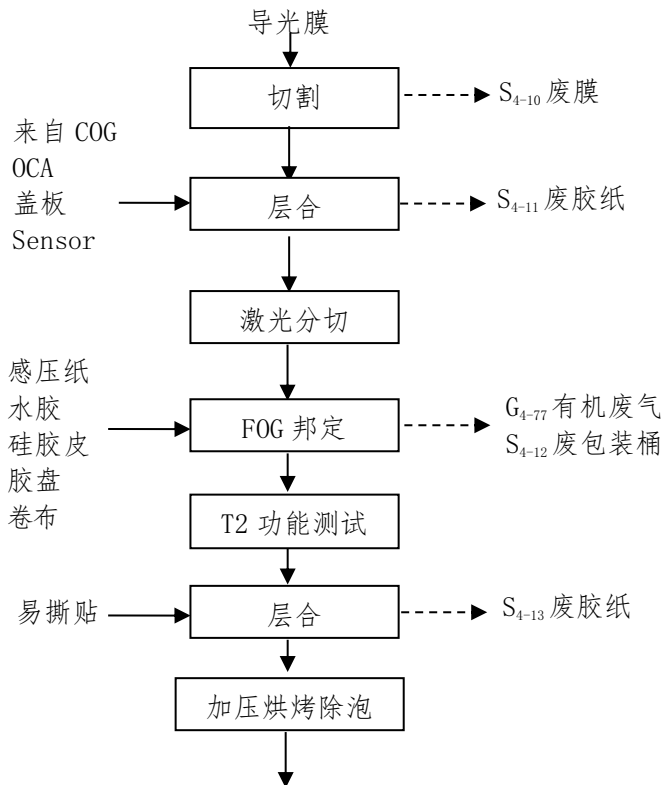 导光膜
切割
S4-10 废膜
来自 COG
OCA
盖板
Sensor
层合
S4-11 废胶纸
激光分切
感压纸
水胶
硅胶皮
胶盘
卷布
FOG 邦定
G4-77 有机废气
S4-12 废包装桶
T2 功能测试
易撕贴
层合
S4-13 废胶纸
加压烘烤除泡